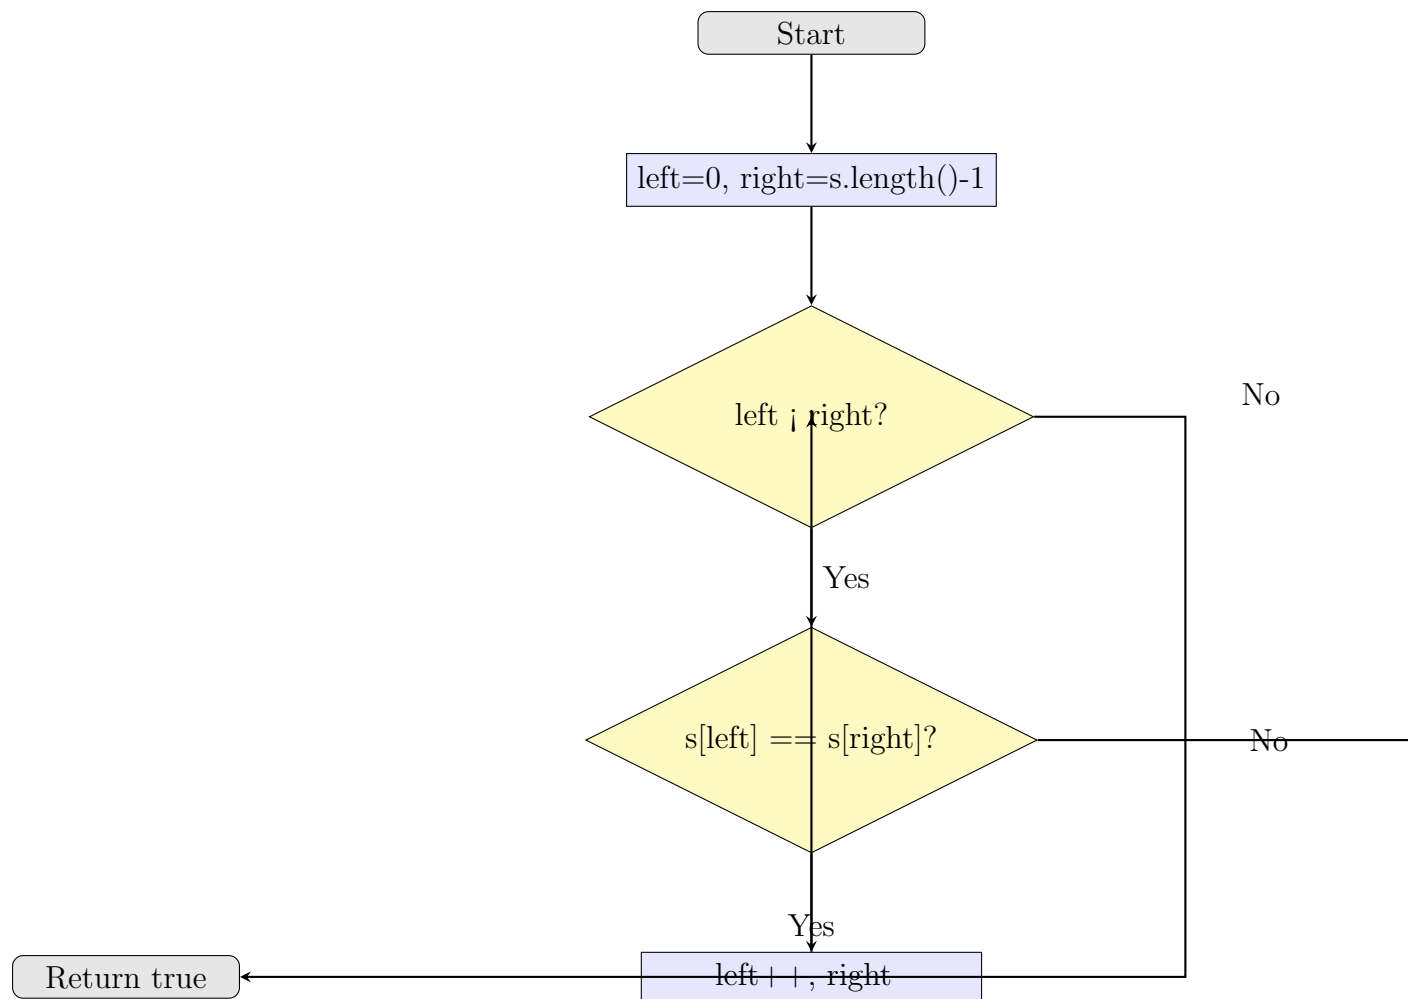 Start
left=0, right=s.length()-1
No
left ¡ right?
Yes
s[left] == s[right]?
No
Yes
Return true
left++, right